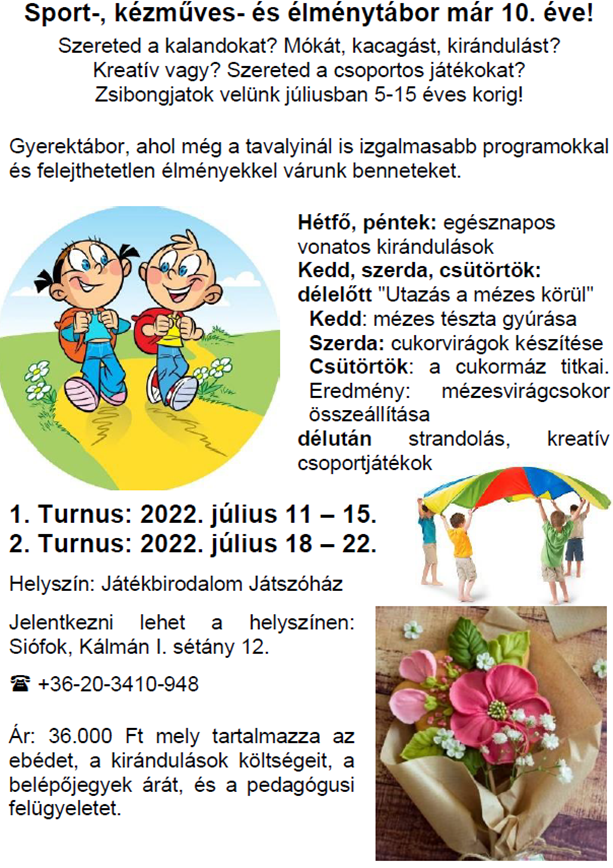 Sport-, kézműves- és élménytábor már 10. éve!
Szereted a kalandokat? Mókát, kacagást, kirándulást?
Kreatív vagy? Szereted a csoportos játékokat?
Zsibongjatok velünk júliusban 5-15 éves korig!
Gyerektábor, ahol még a tavalyinál is izgalmasabb programokkal
és felejthetetlen élményekkel várunk benneteket.
Hétfő, péntek: egésznapos
vonatos kirándulások
Kedd, szerda, csütörtök:
délelőtt "Utazás a mézes körül"
Kedd: mézes tészta gyúrása
Szerda: cukorvirágok készítése
Csütörtök: a cukormáz titkai.
Eredmény: mézesvirágcsokor
összeállítása
délután strandolás, kreatív
csoportjátékok
1. Turnus: 2022. július 11 – 15.
2. Turnus: 2022. július 18 – 22.
Helyszín: Játékbirodalom Játszóház
Jelentkezni lehet a helyszínen:
Siófok, Kálmán I. sétány 12.
☎ +36-20-3410-948
Ár: 36.000 Ft mely tartalmazza az
ebédet, a kirándulások költségeit, a
belépőjegyek árát, és a pedagógusi
felügyeletet.